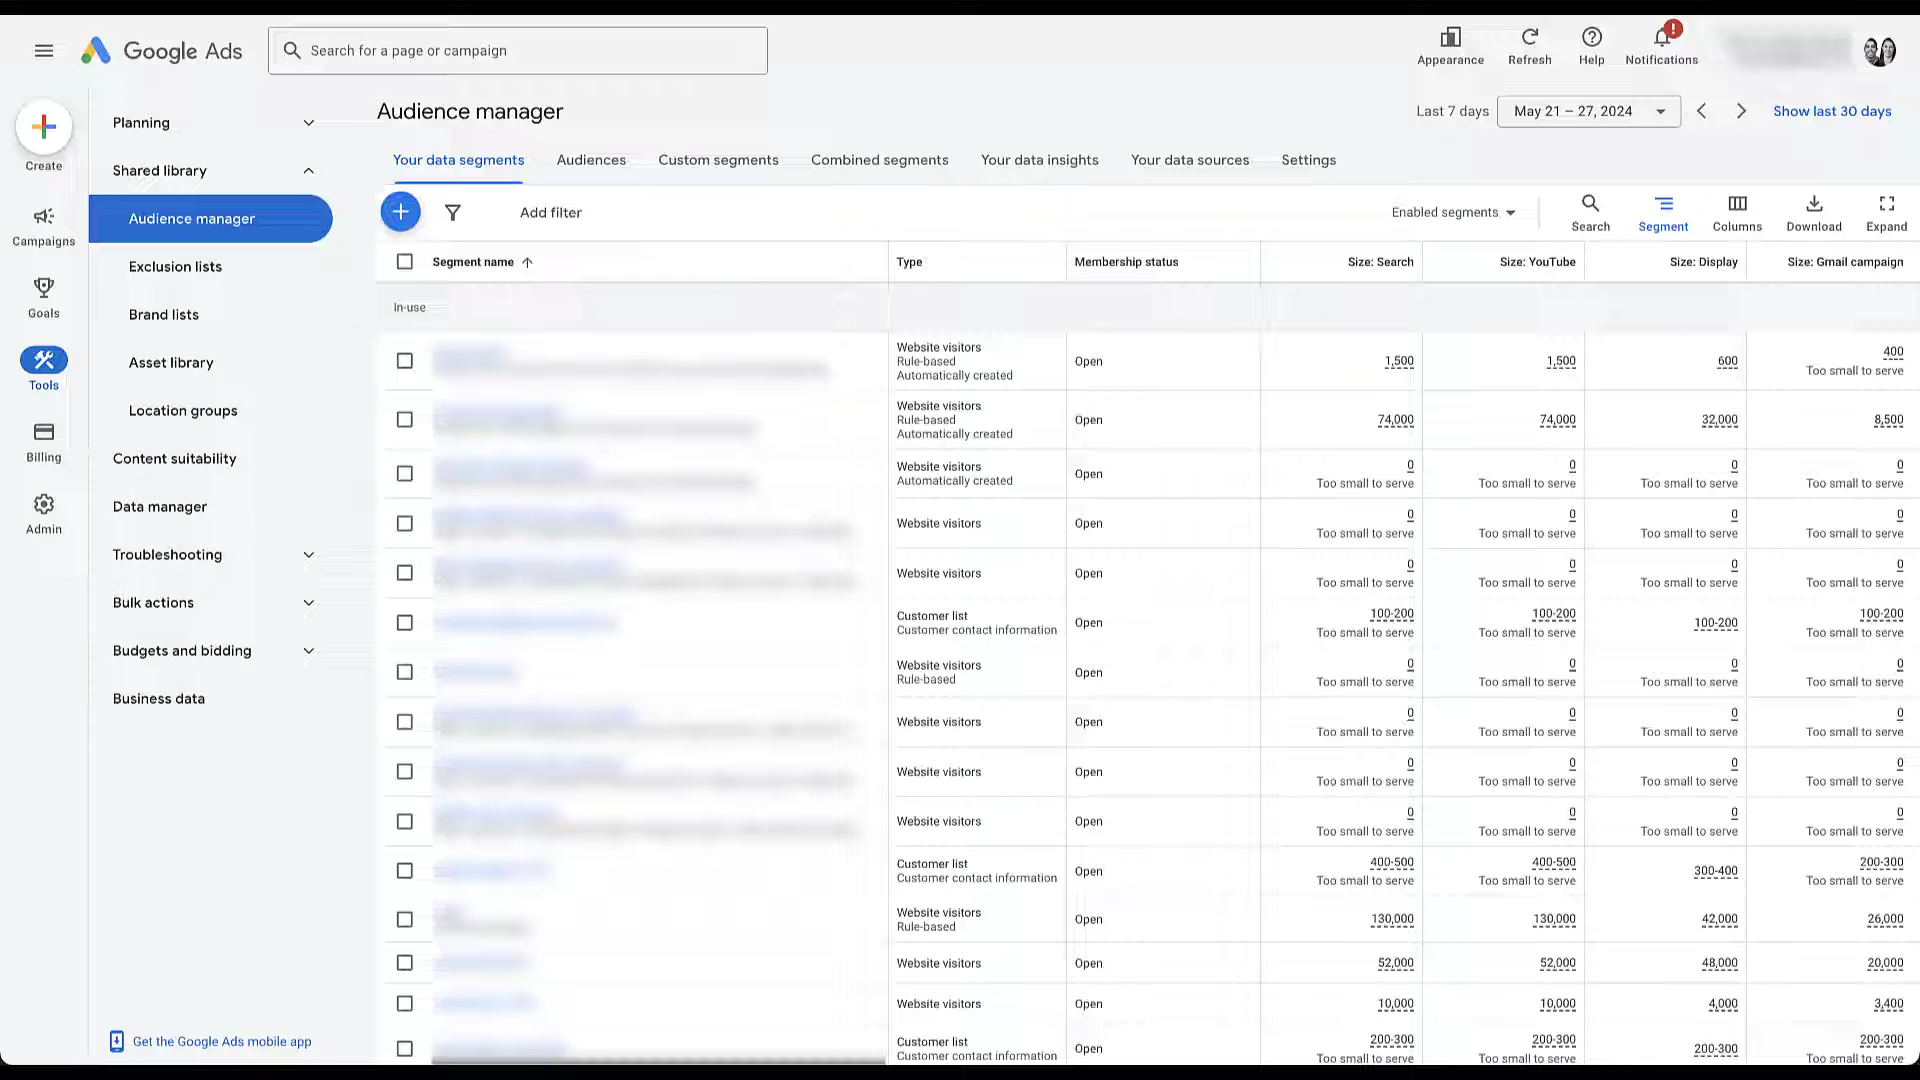 Google Ads
Search for a page or campaign
Appearance
Refresh
Help
!
Notifications
Create
Campaigns
Goals
Tools
Billing
Admin
Planning
Shared library
Audience manager
Exclusion lists
Brand lists
Asset library
Location groups
Content suitability
Data manager
Troubleshooting
Bulk actions
Budgets and bidding
Business data
Get the Google Ads mobile app
Audience manager
Last 7 days
May 21 – 27, 2024
Show last 30 days
Your data segments
Audiences
Custom segments
Combined segments
Your data insights
Your data sources
Settings
Add filter
Enabled segments
Search
Segment
Columns
Download
Expand
Segment name
Type
Membership status
Size: Search
Size: YouTube
Size: Display
Size: Gmail campaign
In-use
Website visitors
Rule-based
Automatically created
Open
1,500
1,500
600
400
Too small to serve
Website visitors
Rule-based
Automatically created
Open
74,000
74,000
32,000
8,500
Website visitors
Automatically created
Open
0
Too small to serve
0
Too small to serve
0
Too small to serve
0
Too small to serve
Website visitors
Open
0
Too small to serve
0
Too small to serve
0
Too small to serve
0
Too small to serve
Website visitors
Open
0
Too small to serve
0
Too small to serve
0
Too small to serve
0
Too small to serve
Customer list
Customer contact information
Open
100-200
Too small to serve
100-200
Too small to serve
100-200
100-200
Too small to serve
Website visitors
Rule-based
Open
0
Too small to serve
0
Too small to serve
0
Too small to serve
0
Too small to serve
Website visitors
Open
0
Too small to serve
0
Too small to serve
0
Too small to serve
0
Too small to serve
Website visitors
Open
0
Too small to serve
0
Too small to serve
0
Too small to serve
0
Too small to serve
Website visitors
Open
0
Too small to serve
0
Too small to serve
0
Too small to serve
0
Too small to serve
Customer list
Customer contact information
Open
400-500
Too small to serve
400-500
Too small to serve
300-400
200-300
Too small to serve
Website visitors
Rule-based
Open
130,000
130,000
42,000
26,000
Website visitors
Open
52,000
52,000
48,000
20,000
Website visitors
Open
10,000
10,000
4,000
3,400
Customer list
Customer contact information
Open
200-300
Too small to serve
200-300
Too small to serve
200-300
200-300
Too small to serve